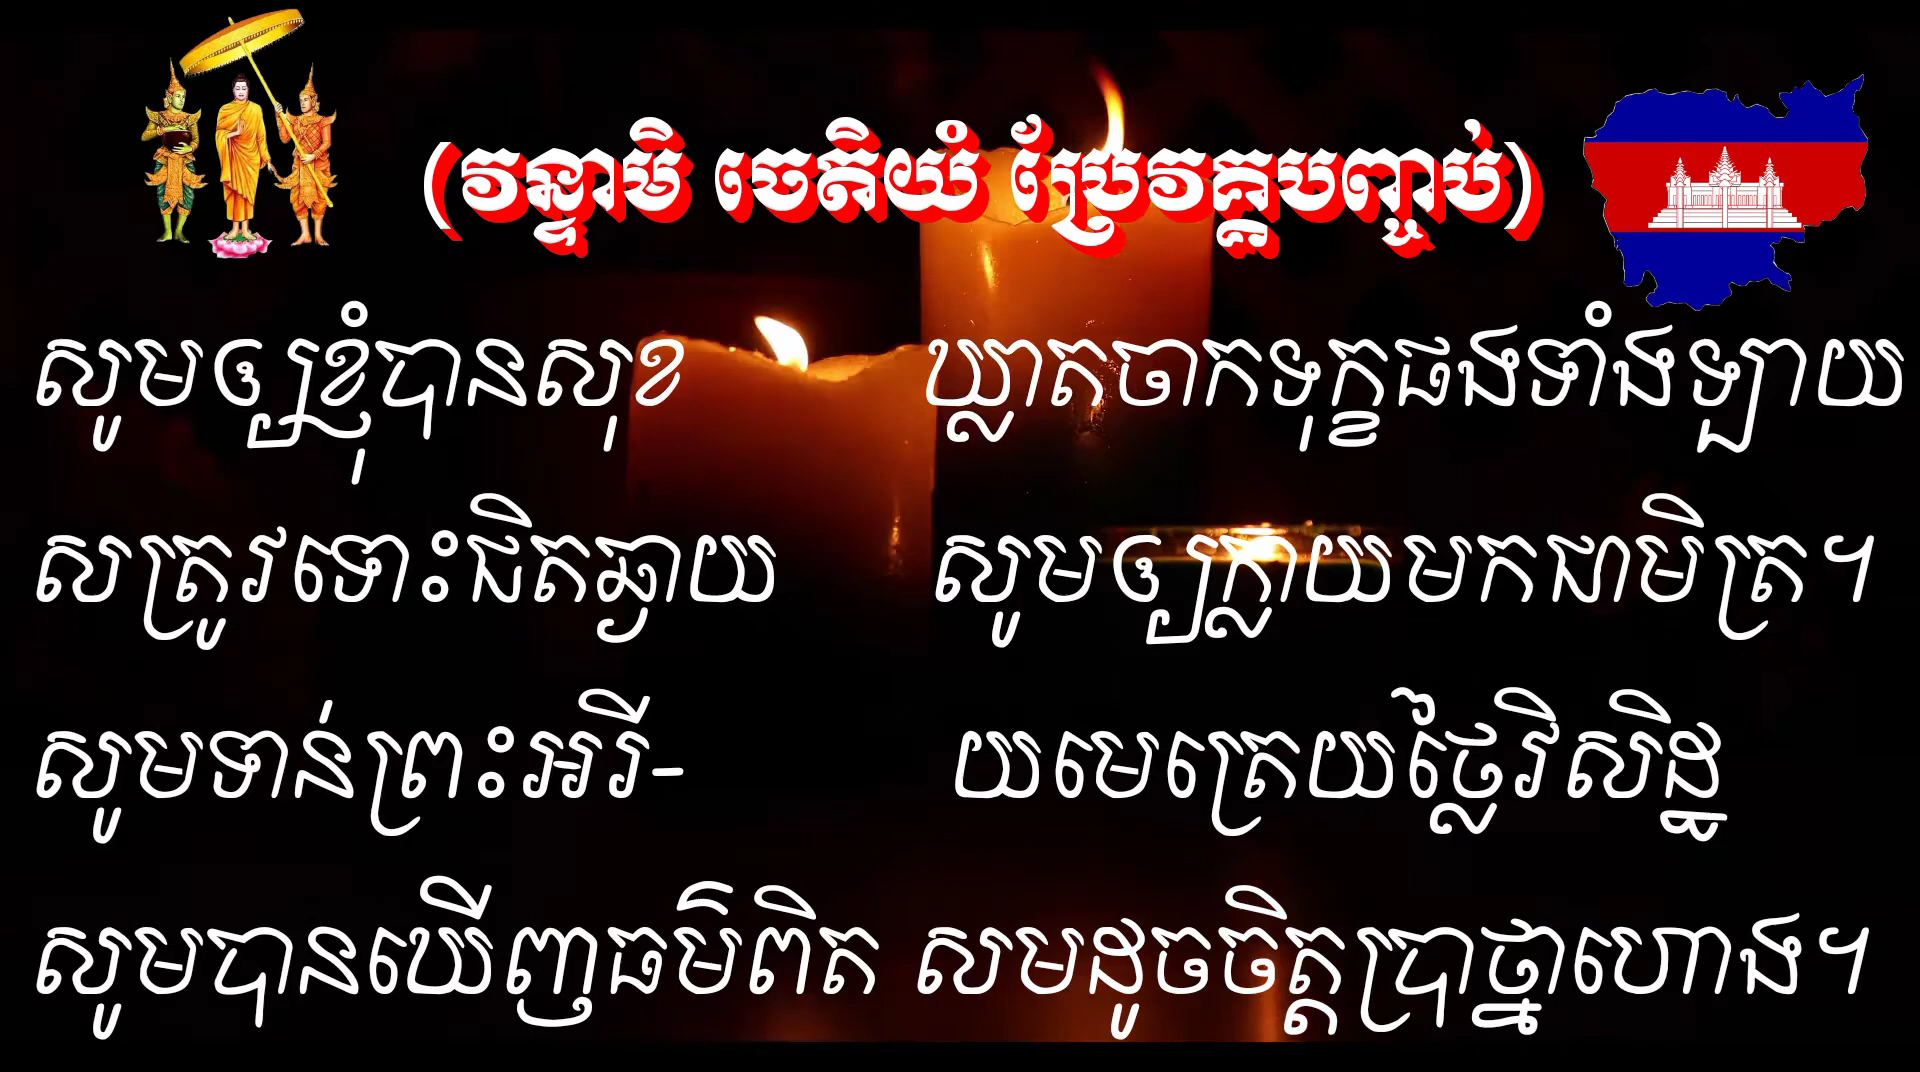 (វន្ទាមិ ចេតិយំ ប្រែវគ្គបញ្ចប់)
សូមឲ្យខ្ញុំបានសុខ ឃ្លាតចាកទុក្ខផងទាំងឡាយ
សត្រូវទោះជិតឆ្ងាយ សូមឲ្យក្លាយមកជាមិត្រ។
សូមទាន់ព្រះអរី- យមេត្រេយថ្លៃវិសិដ្ឋ
សូមបានឃើញធម៌ពិត សមដូចចិត្តប្រាថ្នាហោង។